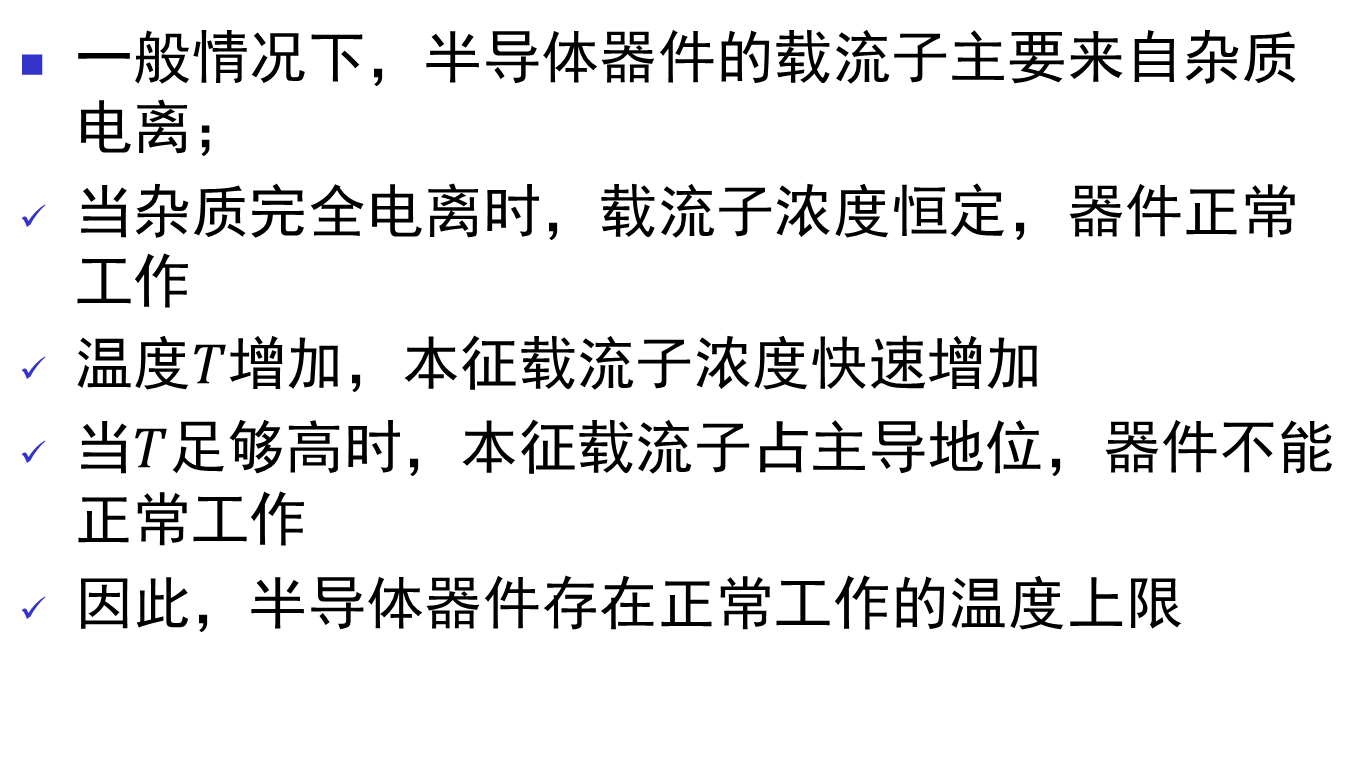 ■ 一般情况下，半导体器件的载流子主要来自杂质
电离；
✓ 当杂质完全电离时，载流子浓度恒定，器件正常
工作
✓ 温度T增加，本征载流子浓度快速增加
✓ 当T足够高时，本征载流子占主导地位，器件不能
正常工作
✓ 因此，半导体器件存在正常工作的温度上限